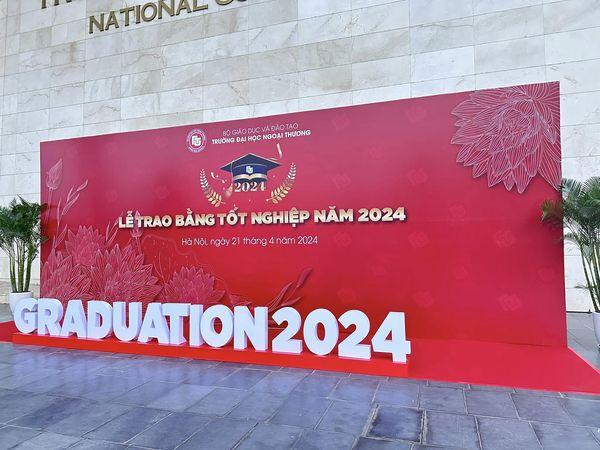 NATIONAL
BỘ GIÁO DỤC VÀ ĐÀO TẠO
TRƯỜNG ĐẠI HỌC NGOẠI THƯƠNG
2024
LỄ TRAO BẰNG TỐT NGHIỆP NĂM 2024
Hà Nội, ngày 21 tháng 4 năm 2024
GRADUATION 2024